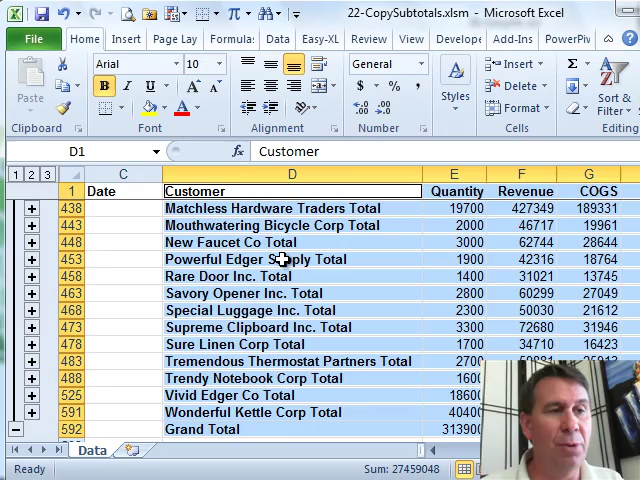 22-CopySubtotals.xlsm - Microsoft Excel
File Home Insert Page Lay Formulas Data Easy-XL Review Develope Add-Ins PowerPiv
Arial 10 General Insert
Paste B I U $ % , Styles Delete Sort & Filter
Format
Clipboard Font Alignment Number Cells
D1 fx Customer
1 2 3 C D E F G
1 Date Customer Quantity Revenue COGS
438 Matchless Hardware Traders Total 19700 427349 189331
443 Mouthwatering Bicycle Corp Total 2000 46717 19961
448 New Faucet Co Total 3000 62744 28644
453 Powerful Edger Supply Total 1900 42316 18764
458 Rare Door Inc. Total 1400 31021 13745
463 Savory Opener Inc. Total 2800 60299 27049
468 Special Luggage Inc. Total 2300 50030 21612
473 Supreme Clipboard Inc. Total 3300 72680 31946
478 Sure Linen Corp Total 1700 34710 16423
483 Tremendous Thermostat Partners Total 2700
488 Trendy Notebook Corp Total 1600
525 Vivid Edger Co Total 18600
591 Wonderful Kettle Corp Total 40400
592 Grand Total 313900
Data
Ready Sum: 27459048